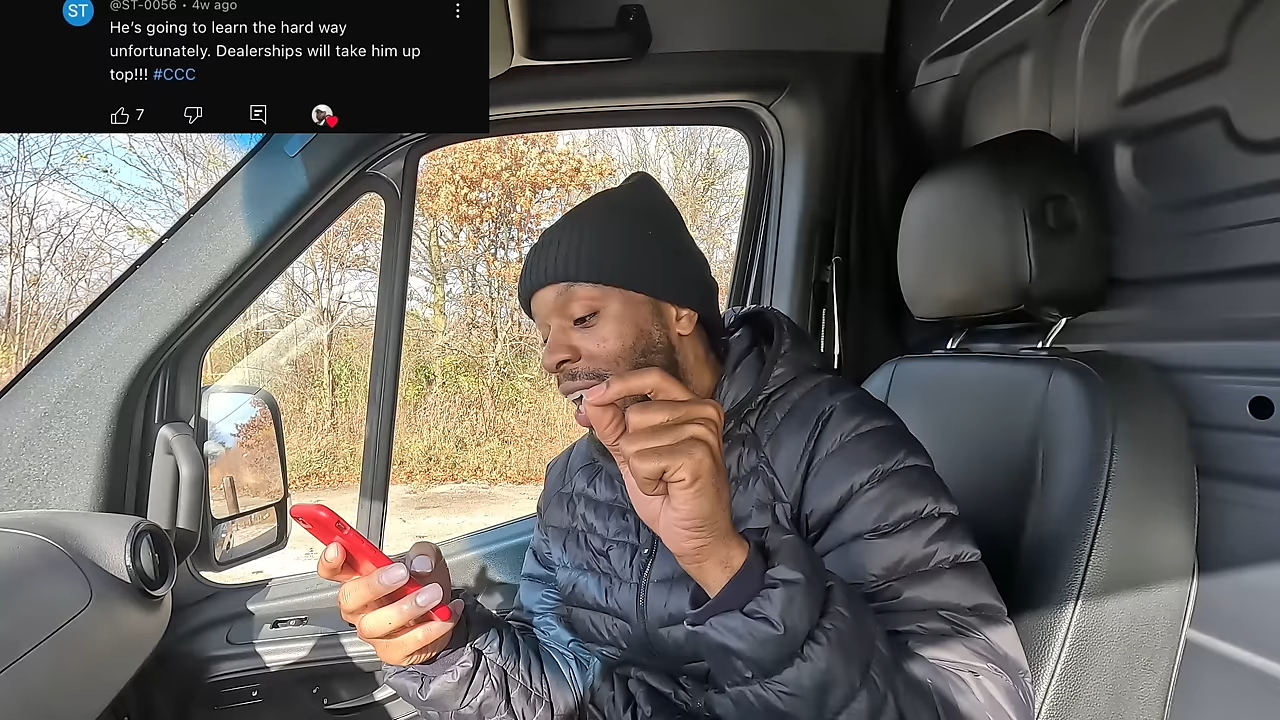 @ST-0056 · 4w ago
ST
He's going to learn the hard way
unfortunately. Dealerships will take him up
top!!! #CCC
7